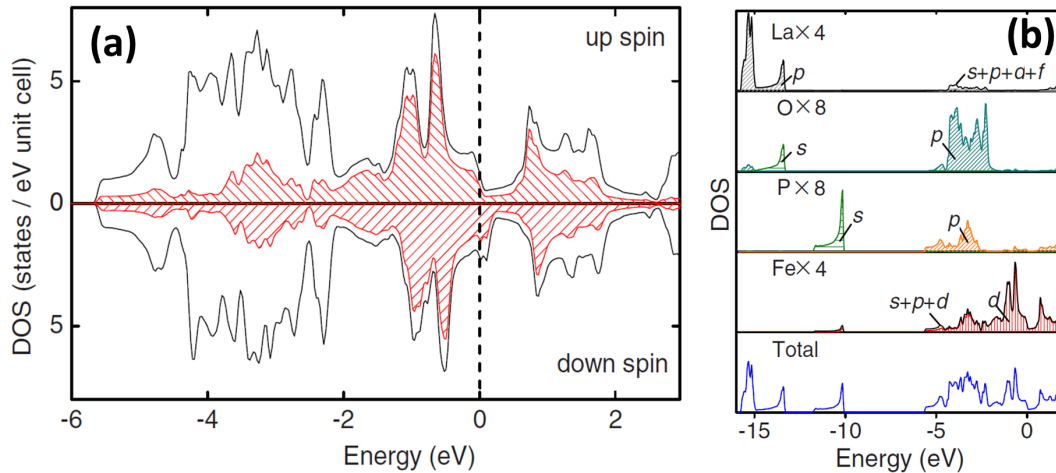 (a)
up spin
down spin
DOS (states / eV unit cell)
5
0
5
-6
-4
-2
0
2
Energy (eV)
(b)
La×4
p
s+p+d+f
O×8
s
p
P×8
s
p
Fe×4
s+p+d
d
Total
DOS
-15
-10
-5
0
Energy (eV)